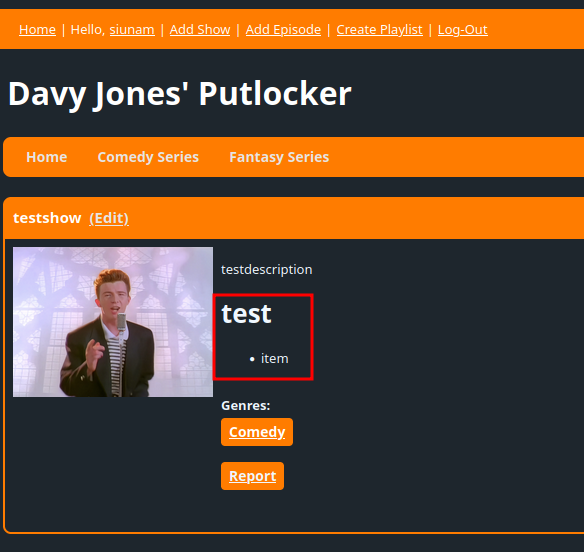 Home | Hello, siunam | Add Show | Add Episode | Create Playlist | Log-Out
Davy Jones' Putlocker
Home Comedy Series Fantasy Series
testshow (Edit)
testdescription
test
• item
Genres:
Comedy
Report